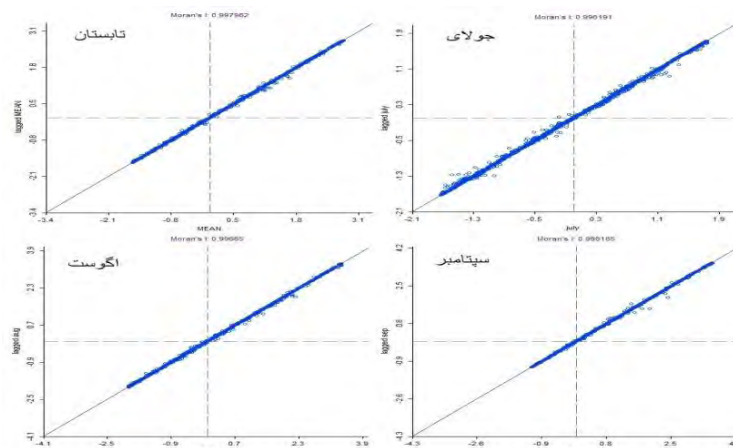 Moran's I: 0.997962
تابستان
3.1
1.8
0.5
-0.8
-2.1
-3.4
lagged MEAN
-3.4 -2.1 -0.8 0.5 1.8 3.1
MEAN
Moran's I:
جولای
1.9
1.1
0.3
-0.5
-1.3
-2.1
lagged july
-2.1 -1.3 -0.5 0.3 1.1 1.9
july
Moran's I: 0.99685
اگوست
3.9
2.3
0.7
-0.9
-2.5
-4.1
lagged aug
-4.1 -2.5 -0.9 0.7 2.3 3.9
Moran's I:
سپتامبر
4.2
2.5
0.8
-0.9
-2.6
-4.3
lagged sep
-4.3 -2.6 -0.9 0.8 2.5